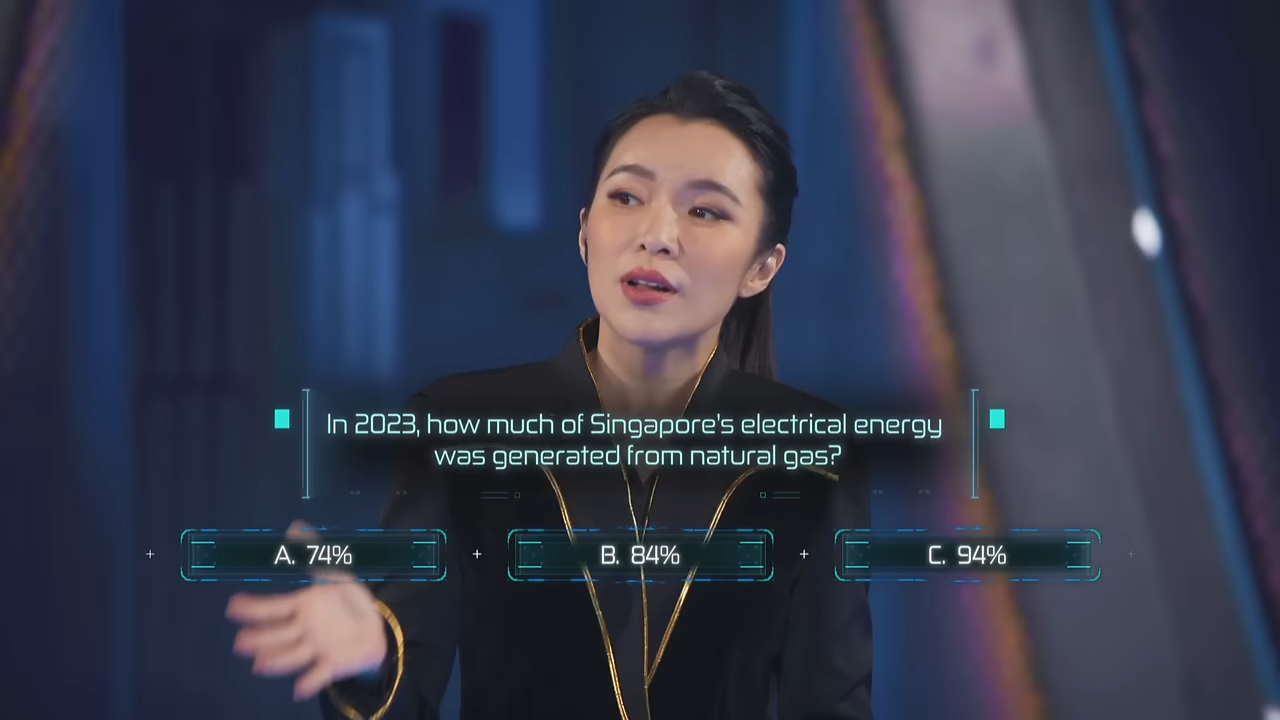 In 2023, how much of Singapore's electrical energy
was generated from natural gas?
A. 74%
B. 84%
C. 94%